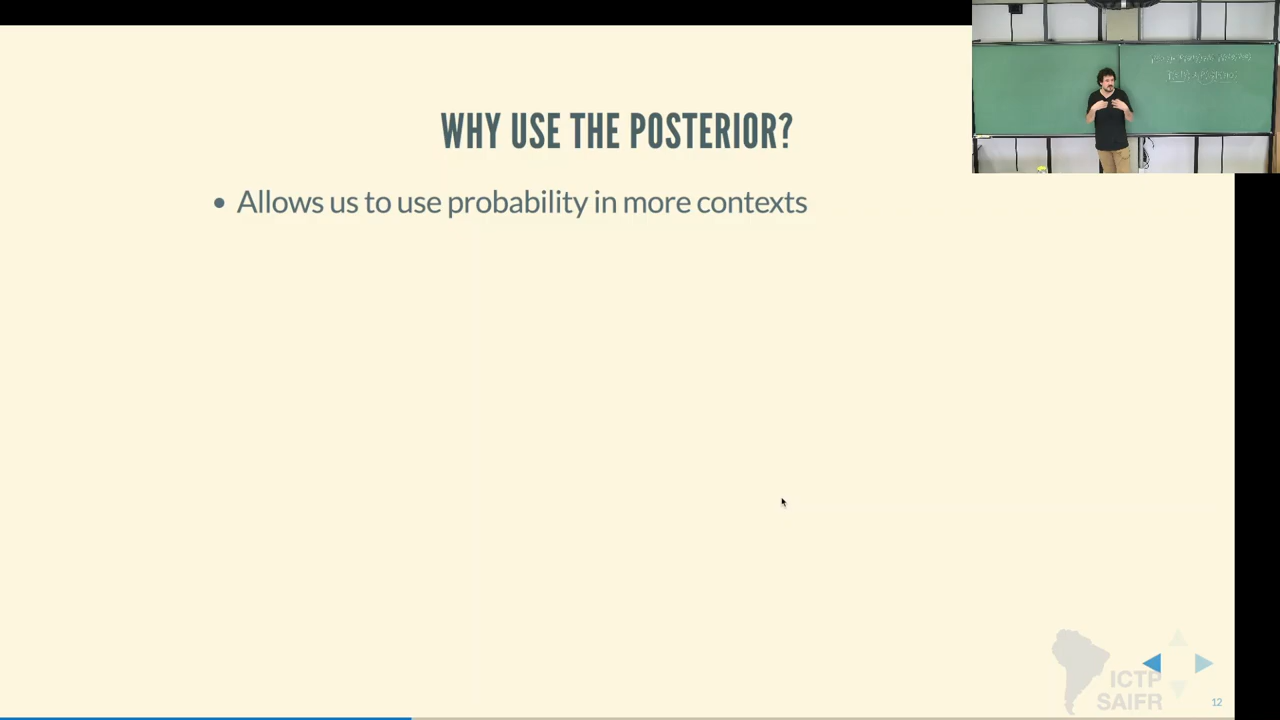 WHY USE THE POSTERIOR?
• Allows us to use probability in more contexts
ICTP
SAIFR
12